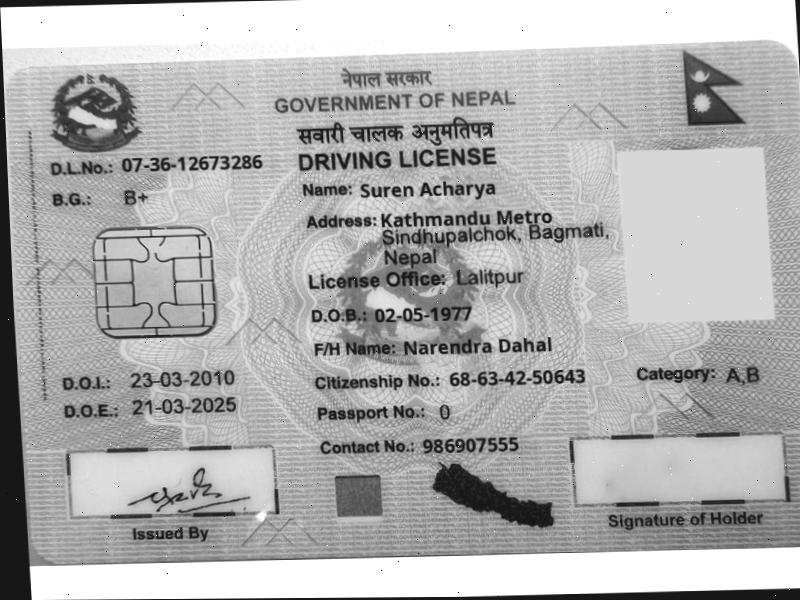 नेपाल सरकार
GOVERNMENT OF NEPAL
सवारी चालक अनुमतिपत्र
DRIVING LICENSE
D.L.No.: 07-36-12673286
B.G.: B+
Name: Suren Acharya
Address: Kathmandu Metro
Sindhupalchok, Bagmati,
Nepal
License Office: Lalitpur
D.O.B.: 02-05-1977
F/H Name: Narendra Dahal
D.O.I.: 23-03-2010
Citizenship No.: 68-63-42-50643
Category: A,B
D.O.E.: 21-03-2025
Passport No.: 0
Contact No.: 986907555
Issued By
Signature of Holder